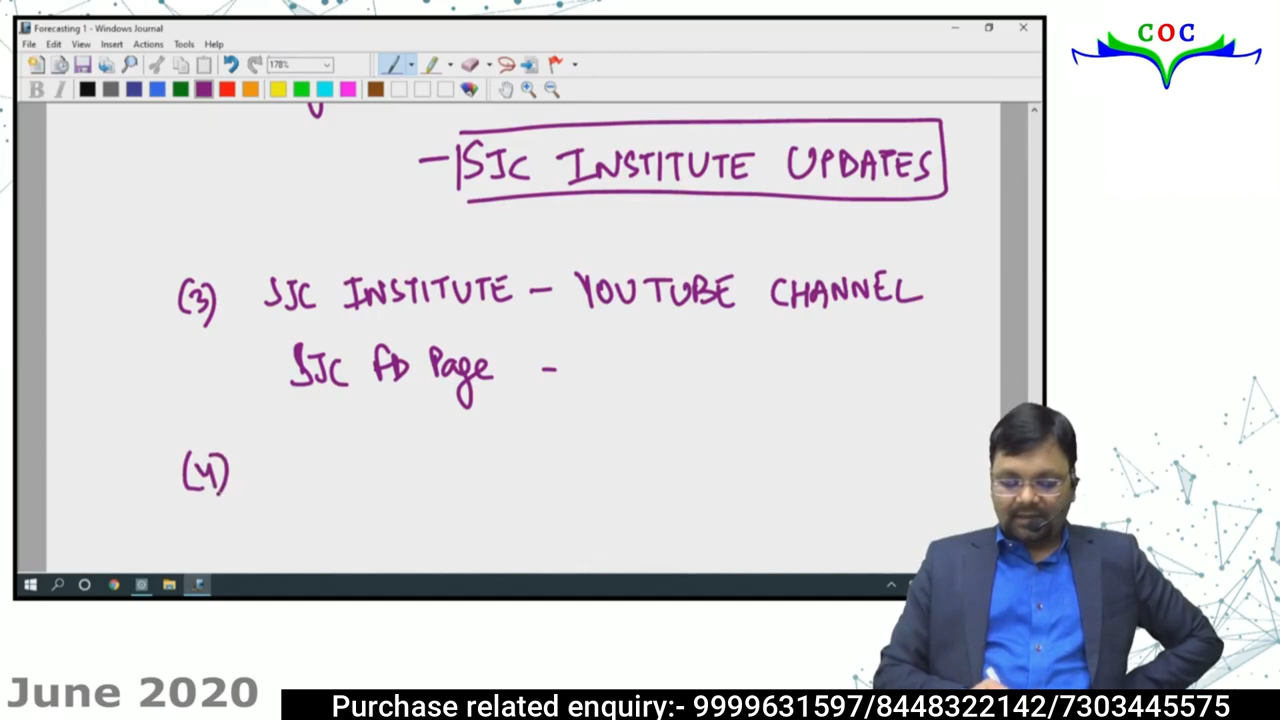 Forecasting 1 - Windows Journal
COC
File Edit View Insert Actions Tools Help
178%
B I
- SJC INSTITUTE UPDATES
(3) SJC INSTITUTE - YOUTUBE CHANNEL
SJC FB Page -
(4)
June 2020
Purchase related enquiry:- 9999631597/8448322142/7303445575